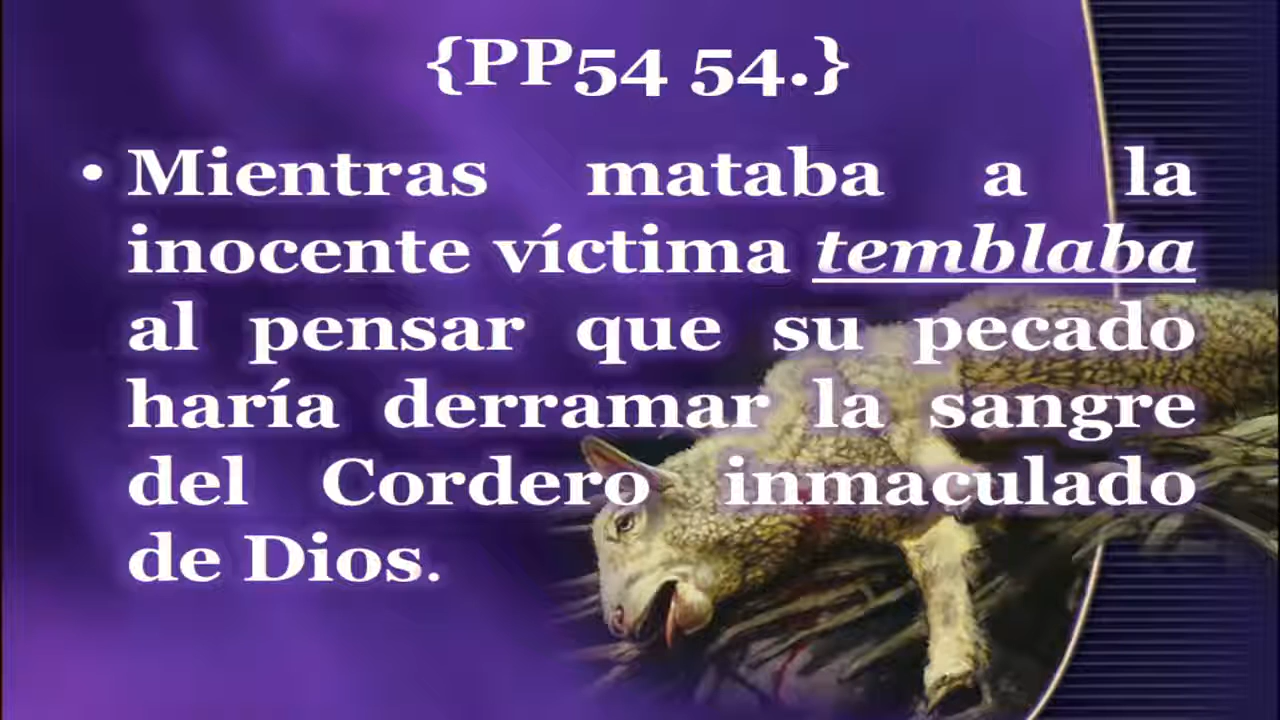 {PP54 54.}
• Mientras mataba a la
inocente víctima temblaba
al pensar que su pecado
haría derramar la sangre
del Cordero inmaculado
de Dios.